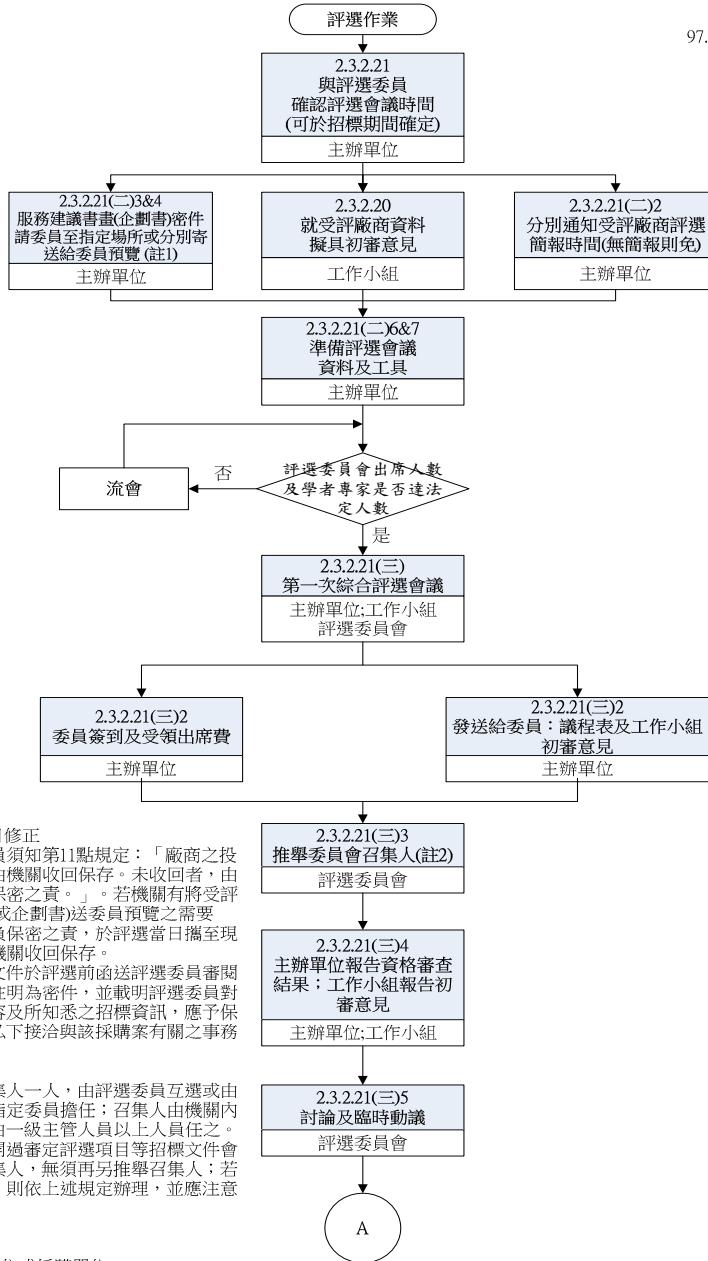 評選作業
97.
2.3.2.21
與評選委員
確認評選會議時間
(可於招標期間確定)
主辦單位
2.3.2.21(二)3&4
服務建議書畫(企劃書)密件
請委員至指定場所或分別寄
送給委員預覽 (註1)
主辦單位
2.3.2.20
就受評廠商資料
擬具初審意見
工作小組
2.3.2.21(二)2
分別通知受評廠商評選
簡報時間(無簡報則免)
主辦單位
2.3.2.21(二)6&7
準備評選會議
資料及工具
主辦單位
評選委員會出席人數
及學者專家是否達法
定人數
否
流會
是
2.3.2.21(三)
第一次綜合評選會議
主辦單位;工作小組
評選委員會
2.3.2.21(三)2
委員簽到及受領出席費
主辦單位
2.3.2.21(三)2
發送給委員：議程表及工作小組
初審意見
主辦單位
2.3.2.21(三)3
推舉委員會召集人(註2)
評選委員會
2.3.2.21(三)4
主辦單位報告資格審查
結果；工作小組報告初
審意見
主辦單位;工作小組
2.3.2.21(三)5
討論及臨時動議
評選委員會
A
修正
員須知第11點規定：「廠商之投
由機關收回保存。未收回者，由
保密之責。」。若機關有將受評
或企劃書)送委員預覽之需要
負保密之責，於評選當日攜至現
機關收回保存。
文件於評選前函送評選委員審閱
註明為密件，並載明評選委員對
容及所知悉之招標資訊，應予保
私下接洽與該採購案有關之事務
集人一人，由評選委員互選或由
指定委員擔任；召集人由機關內
由一級主管人員以上人員任之。
開過審定評選項目等招標文件會
集人，無須再另推舉召集人；若
則依上述規定辦理，並應注意